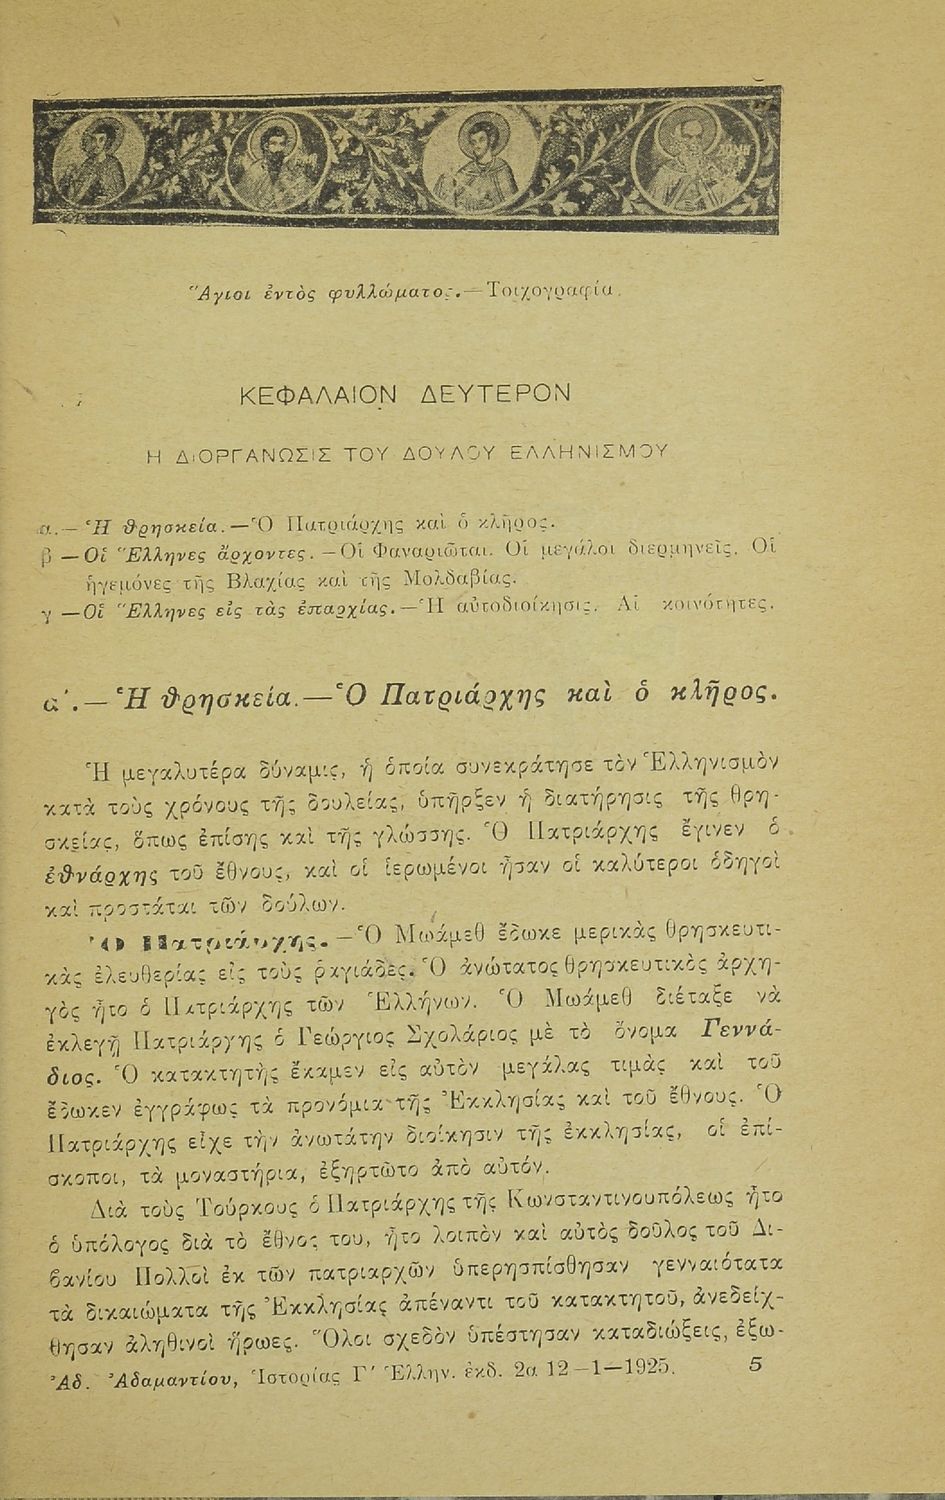 Ἅγιοι ἐντὸς φυλλώματος.—Τοιχογραφία.
ΚΕΦΑΛΑΙΟΝ ΔΕΥΤΕΡΟΝ
Η ΔΙΟΡΓΑΝΩΣΙΣ ΤΟΥ ΔΟΥΛΟΥ ΕΛΛΗΝΙΣΜΟΥ
α.—Ἡ θρησκεία.—Ὁ Πατριάρχης καὶ ὁ κλῆρος.
β —Οἱ Ἕλληνες ἄρχοντες.—Οἱ Φαναριῶται. Οἱ μεγάλοι διερμηνεῖς. Οἱ
ἡγεμόνες τῆς Βλαχίας καὶ τῆς Μολδαβίας.
γ —Οἱ Ἕλληνες εἰς τὰς ἐπαρχίας.—Ἡ αὐτοδιοίκησις. Αἱ κοινότητες.
α΄.—Ἡ θρησκεία.—Ὁ Πατριάρχης καὶ ὁ κλῆρος.
Ἡ μεγαλυτέρα δύναμις, ἡ ὁποία συνεκράτησε τὸν Ἑλληνισμὸν
κατὰ τοὺς χρόνους τῆς δουλείας, ὑπῆρξεν ἡ διατήρησις τῆς θρη-
σκείας, ὅπως ἐπίσης καὶ τῆς γλώσσης. Ὁ Πατριάρχης ἔγινεν ὁ
ἐθνάρχης τοῦ ἔθνους, καὶ οἱ ἱερωμένοι ἦσαν οἱ καλύτεροι ὁδηγοὶ
καὶ προστάται τῶν δούλων.
Ὁ Πατριάρχης.—Ὁ Μωάμεθ ἔδωκε μερικὰς θρησκευτι-
κὰς ἐλευθερίας εἰς τοὺς ραγιάδες. Ὁ ἀνώτατος θρησκευτικὸς ἀρχη-
γὸς ἦτο ὁ Πατριάρχης τῶν Ἑλλήνων. Ὁ Μωάμεθ διέταξε νὰ
ἐκλεγῇ Πατριάρχης ὁ Γεώργιος Σχολάριος μὲ τὸ ὄνομα Γεννά-
διος. Ὁ κατακτητὴς ἔκαμεν εἰς αὐτὸν μεγάλας τιμὰς καὶ τοῦ
ἔδωκεν ἐγγράφως τὰ προνόμια τῆς Ἐκκλησίας καὶ τοῦ ἔθνους. Ὁ
Πατριάρχης εἶχε τὴν ἀνωτάτην διοίκησιν τῆς ἐκκλησίας, οἱ ἐπί-
σκοποι, τὰ μοναστήρια, ἐξηρτῶτο ἀπὸ αὐτόν.
Διὰ τοὺς Τούρκους ὁ Πατριάρχης τῆς Κωνσταντινουπόλεως ἦτο
ὁ ὑπόλογος διὰ τὸ ἔθνος του, ἦτο λοιπὸν καὶ αὐτὸς δοῦλος τοῦ Δι-
βανίου Πολλοὶ ἐκ τῶν πατριαρχῶν ὑπερησπίσθησαν γενναιότατα
τὰ δικαιώματα τῆς Ἐκκλησίας ἀπέναντι τοῦ κατακτητοῦ, ἀνεδείχ-
θησαν ἀληθινοὶ ἥρωες. Ὅλοι σχεδὸν ὑπέστησαν καταδιώξεις, ἐξω-
Ἀδ. Ἀδαμαντίου, Ἱστορίας Γ΄ Ἑλλην. ἐκδ. 2α 12—1—1925. 5